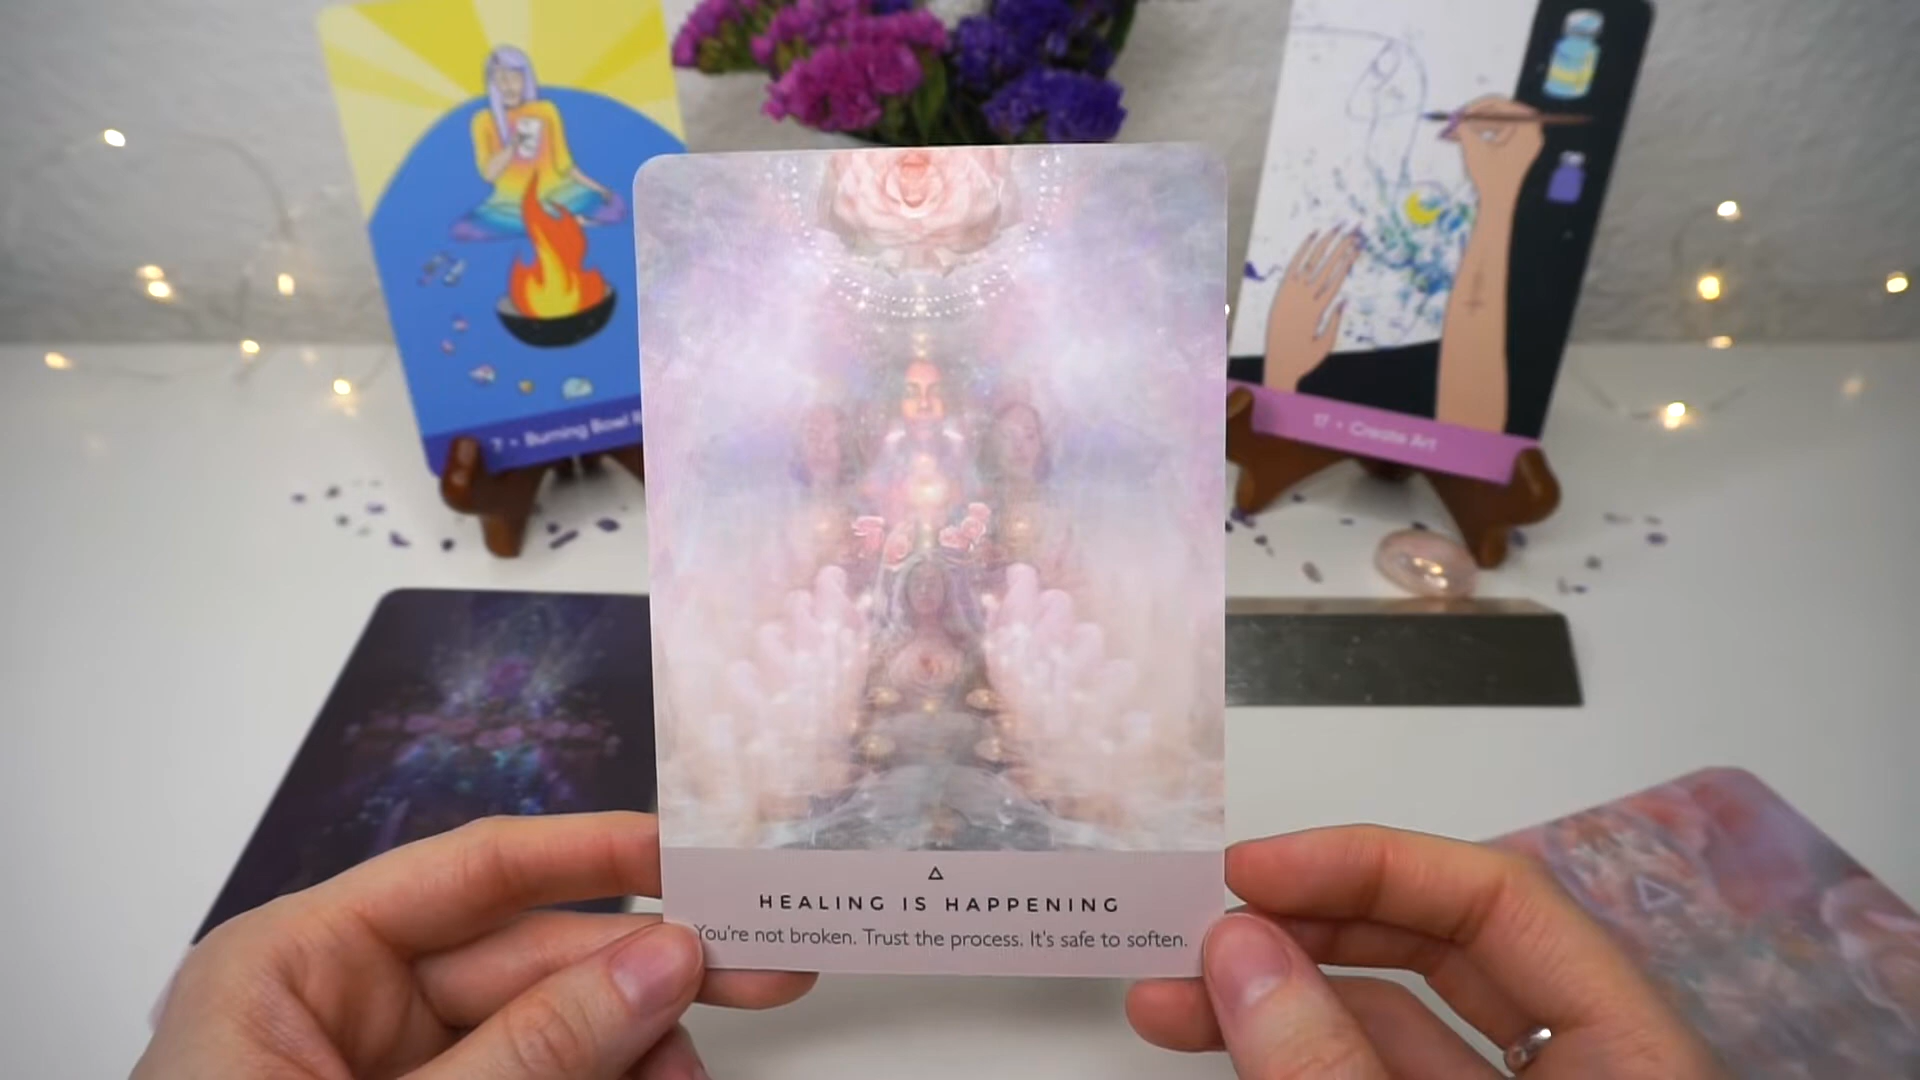 7 • Burning Bowl
17 • Create Art
HEALING IS HAPPENING
You're not broken. Trust the process. It's safe to soften.